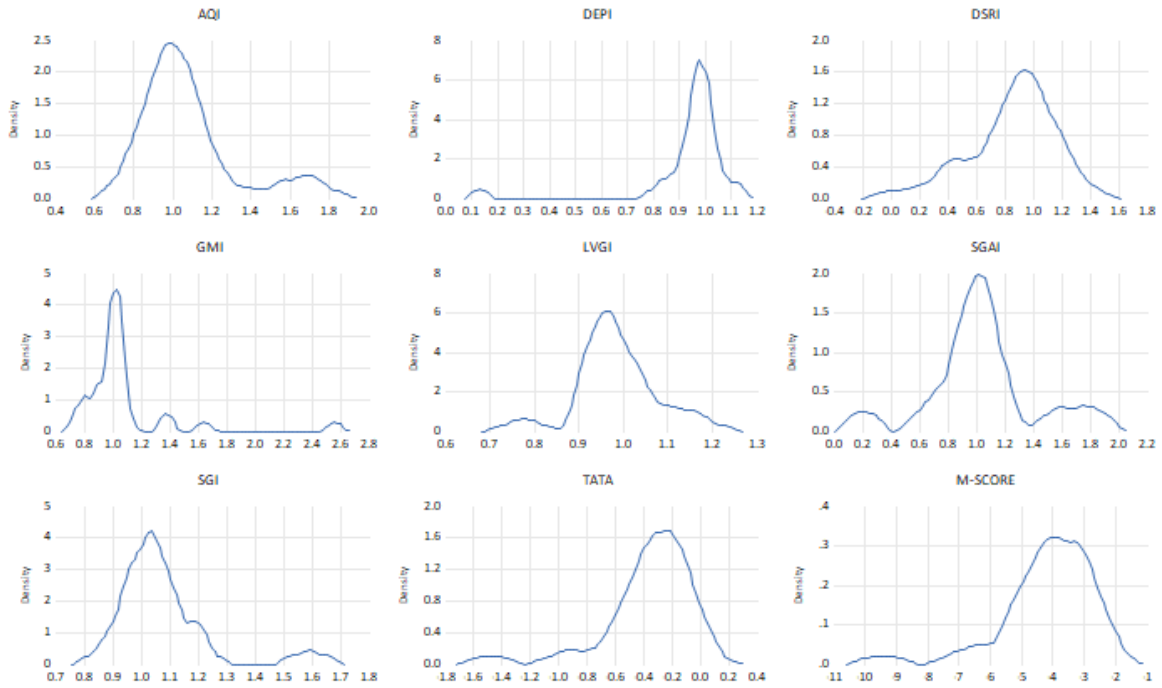 AQI
2.5
2.0
1.5
1.0
0.5
0.0
Density
0.4 0.6 0.8 1.0 1.2 1.4 1.6 1.8 2.0
DEPI
8
6
4
2
0
Density
0.0 0.1 0.2 0.3 0.4 0.5 0.6 0.7 0.8 0.9 1.0 1.1 1.2
DSRI
2.0
1.6
1.2
0.8
0.4
0.0
Density
-0.4 -0.2 0.0 0.2 0.4 0.6 0.8 1.0 1.2 1.4 1.6 1.8
GMI
5
4
3
2
1
0
Density
0.6 0.8 1.0 1.2 1.4 1.6 1.8 2.0 2.2 2.4 2.6 2.8
LVGI
8
6
4
2
0
Density
0.6 0.7 0.8 0.9 1.0 1.1 1.2 1.3
SGAI
2.0
1.5
1.0
0.5
0.0
Density
0.0 0.2 0.4 0.6 0.8 1.0 1.2 1.4 1.6 1.8 2.0 2.2
SGI
5
4
3
2
1
0
Density
0.7 0.8 0.9 1.0 1.1 1.2 1.3 1.4 1.5 1.6 1.7 1.8
TATA
2.0
1.6
1.2
0.8
0.4
0.0
Density
-1.8 -1.6 -1.4 -1.2 -1.0 -0.8 -0.6 -0.4 -0.2 0.0 0.2 0.4
M-SCORE
.4
.3
.2
.1
.0
Density
-11 -10 -9 -8 -7 -6 -5 -4 -3 -2 -1